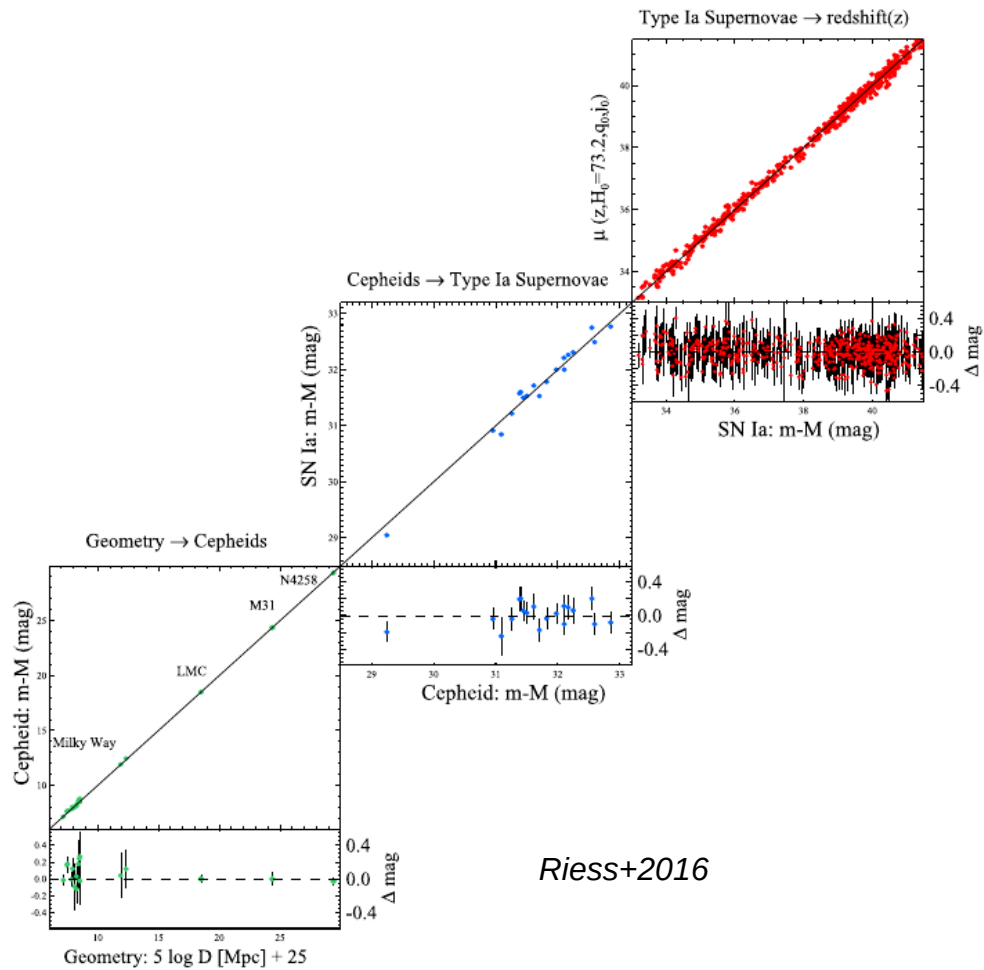 Type Ia Supernovae → redshift(z)
40
38
36
34
μ (z,H₀=73.2,q₀,j₀)
Cepheids → Type Ia Supernovae
0.4
0.0
-0.4
Δ mag
34 36 38 40
SN Ia: m-M (mag)
33
32
31
30
29
SN Ia: m-M (mag)
Geometry → Cepheids
N4258
M31
LMC
Milky Way
0.4
0.0
-0.4
Δ mag
29 30 31 32 33
Cepheid: m-M (mag)
25
20
15
10
Cepheid: m-M (mag)
0.4
0.2
0.0
-0.2
-0.4
0.4
0.0
-0.4
Δ mag
10 15 20 25
Geometry: 5 log D [Mpc] + 25
Riess+2016